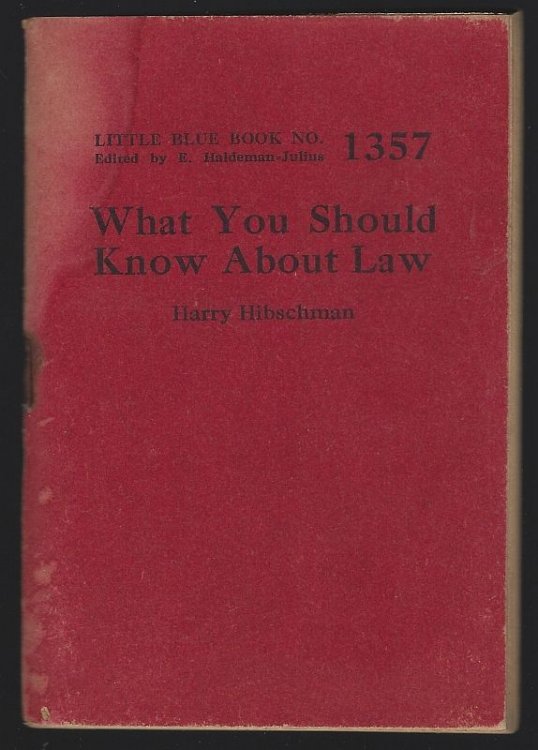 LITTLE BLUE BOOK NO. 1357
Edited by E. Haldeman-Julius
What You Should
Know About Law
Harry Hibschman